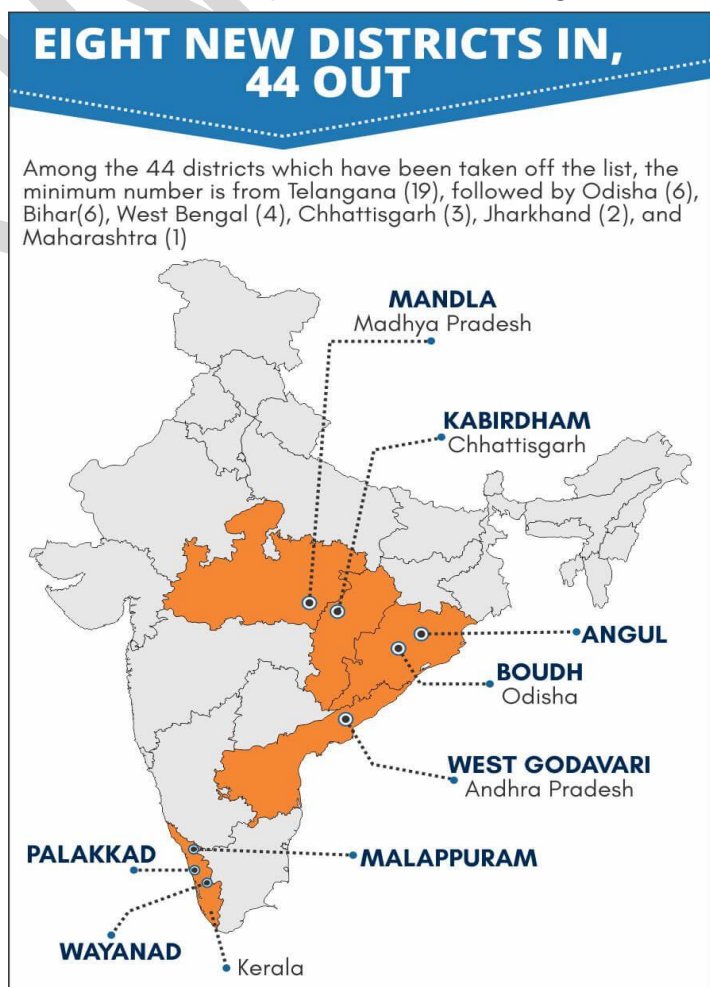 EIGHT NEW DISTRICTS IN,
44 OUT
Among the 44 districts which have been taken off the list, the
minimum number is from Telangana (19), followed by Odisha (6),
Bihar(6), West Bengal (4), Chhattisgarh (3), Jharkhand (2), and
Maharashtra (1)
MANDLA
Madhya Pradesh
KABIRDHAM
Chhattisgarh
ANGUL
BOUDH
Odisha
WEST GODAVARI
Andhra Pradesh
PALAKKAD
MALAPPURAM
WAYANAD
Kerala